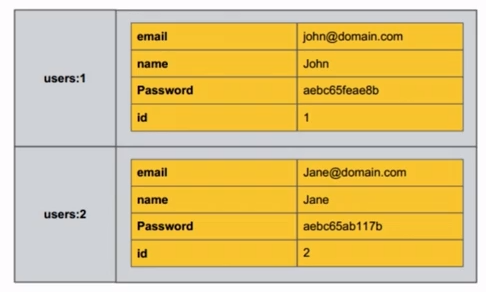 users:1
email john@domain.com
name John
Password aebc65feae8b
id 1
users:2
email Jane@domain.com
name Jane
Password aebc65ab117b
id 2